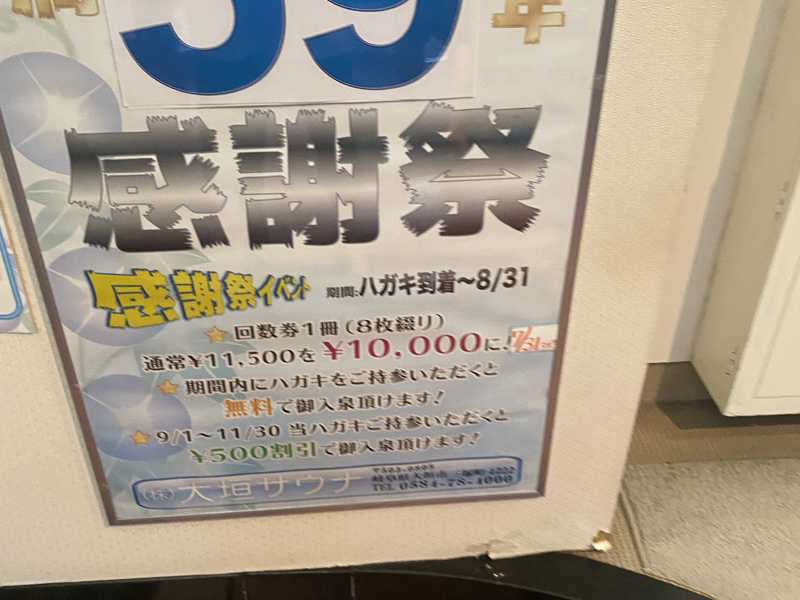 満
39
年
感謝祭
感謝祭イベント 期間:ハガキ到着~8/31
回数券1冊(8枚綴り)
通常¥11,500を¥10,000に!
期間内にハガキをご持参いただくと
無料で御入泉頂けます!
9/1~11/30 当ハガキご持参いただくと
¥500割引で御入泉頂けます!
(株)大垣サウナ
TEL 0584-78-4000